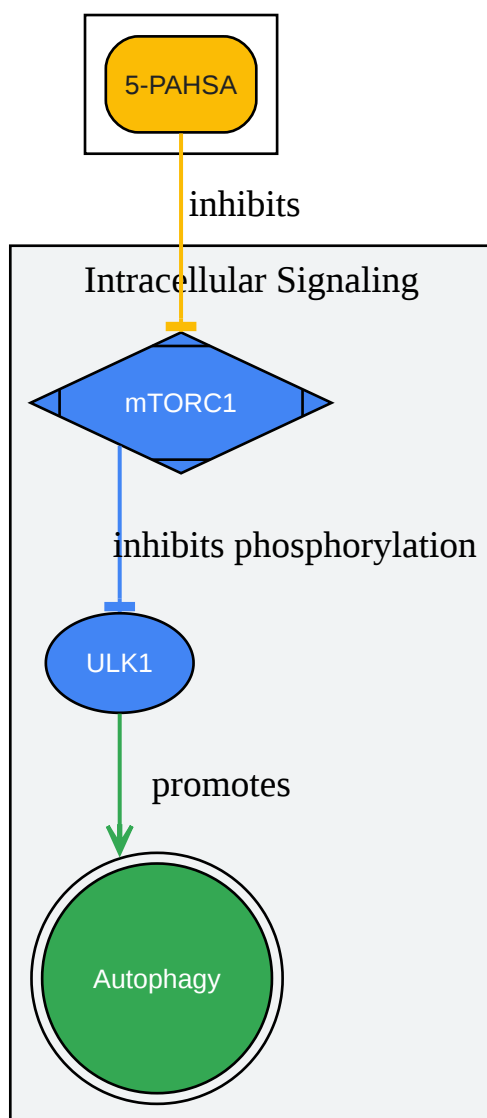 5-PAHSA
inhibits
Intracellular Signaling
mTORC1
inhibits phosphorylation
ULK1
promotes
Autophagy